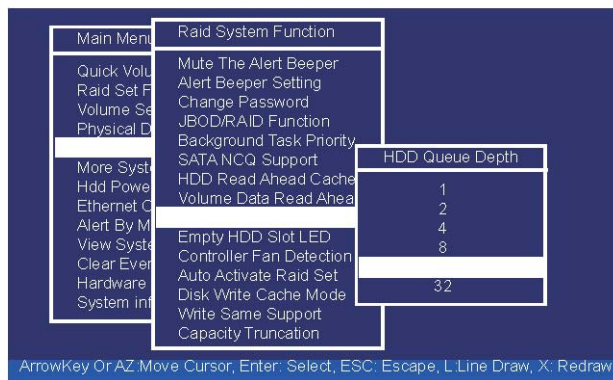 Main Menu
Quick Volu
Raid Set F
Volume Se
Physical D
More Syst
Hdd Powe
Ethernet C
Alert By M
View Syste
Clear Ever
Hardware
System inf
Raid System Function
Mute The Alert Beeper
Alert Beeper Setting
Change Password
JBOD/RAID Function
Background Task Priority
SATA NCQ Support
HDD Read Ahead Cache
Volume Data Read Ahea
Empty HDD Slot LED
Controller Fan Detection
Auto Activate Raid Set
Disk Write Cache Mode
Write Same Support
Capacity Truncation
HDD Queue Depth
1
2
4
8
32
ArrowKey Or AZ:Move Cursor, Enter: Select, ESC: Escape, L:Line Draw, X: Redraw